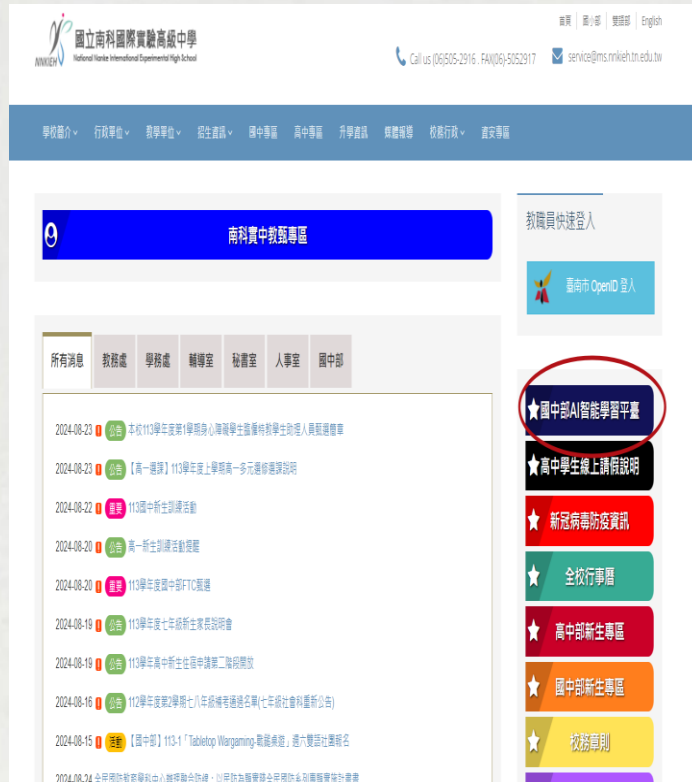 首頁 國小部 雙語部 English
NNKIEH
國立南科國際實驗高級中學
National Nanke International Experimental High School
Call us (06)505-2916 . FAX(06)-5052917 service@ms.nnkieh.tn.edu.tw
學校簡介 行政單位 教學單位 招生資訊 國中專區 高中專區 升學資訊 媒體報導 校務行政 資安專區
南科實中教甄專區
教職員快速登入
臺南市 OpenID 登入
所有消息 教務處 學務處 輔導室 秘書室 人事室 國中部
2024-08-23 公告 本校113學年度第1學期身心障礙學生暨優特教學生助理人員甄選簡章
2024-08-23 公告 【高一選課】113學年度上學期高一多元選修選課說明
2024-08-22 重要 113國中新生訓練活動
2024-08-20 公告 高一新生訓練活動提醒
2024-08-20 重要 113學年度國中部FTC甄選
2024-08-19 公告 113學年度七年級新生家長說明會
2024-08-19 公告 113學年高中新生住宿申請第二階段開放
2024-08-16 公告 112學年度第2學期七八年級補考通過名單(七年級社會科重新公告)
2024-08-15 活動 【國中部】113-1「Tabletop Wargaming-戰鎚桌遊」週六雙語社團報名
國中部AI智能學習平臺
高中學生線上請假說明
新冠病毒防疫資訊
全校行事曆
高中部新生專區
國中部新生專區
校務章則